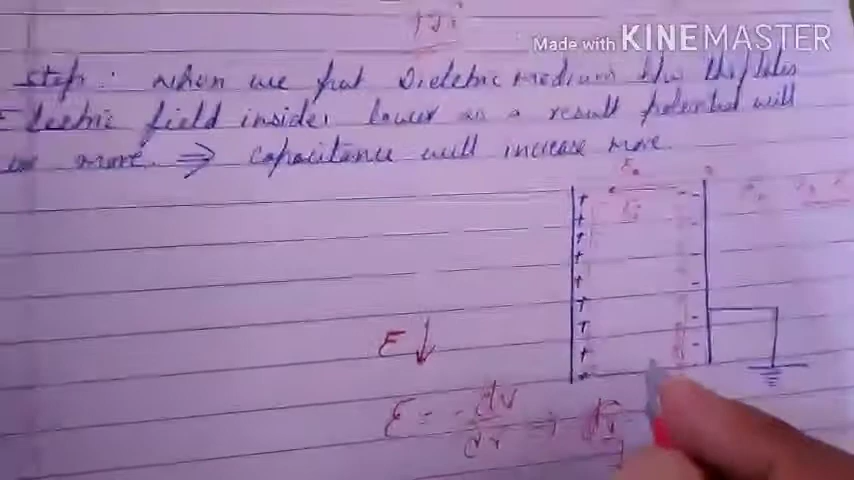 Made with KINEMASTER
step: when we put Dielectric medium b/w the plates
Electric field inside lower as a result potential will
more ⇒ capacitance will increase more.
E ↓
E = - dv/dr ⇒